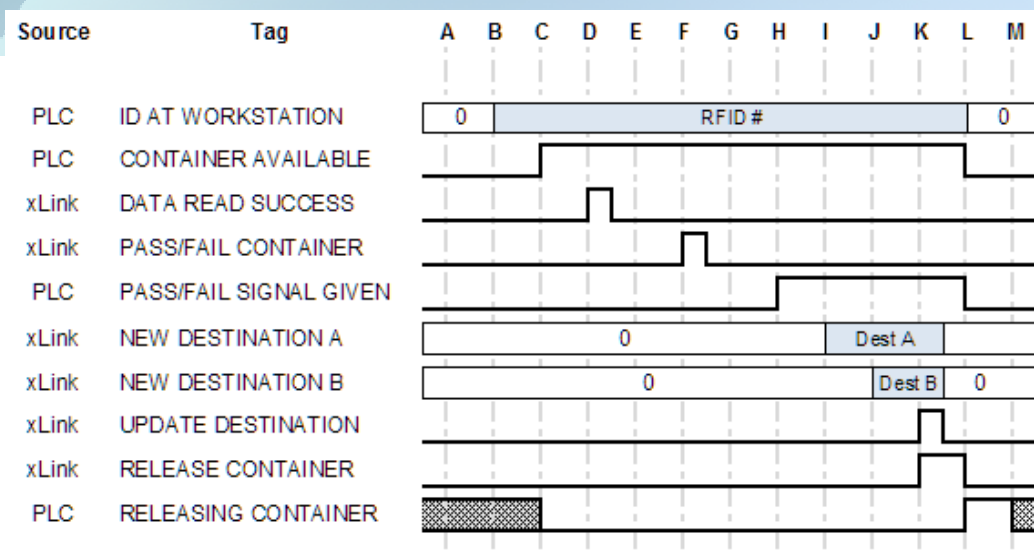 Source Tag A B C D E F G H I J K L M
PLC ID AT WORKSTATION 0 RFID # 0
PLC CONTAINER AVAILABLE
xLink DATA READ SUCCESS
xLink PASS/FAIL CONTAINER
PLC PASS/FAIL SIGNAL GIVEN
xLink NEW DESTINATION A 0 Dest A
xLink NEW DESTINATION B 0 Dest B 0
xLink UPDATE DESTINATION
xLink RELEASE CONTAINER
PLC RELEASING CONTAINER